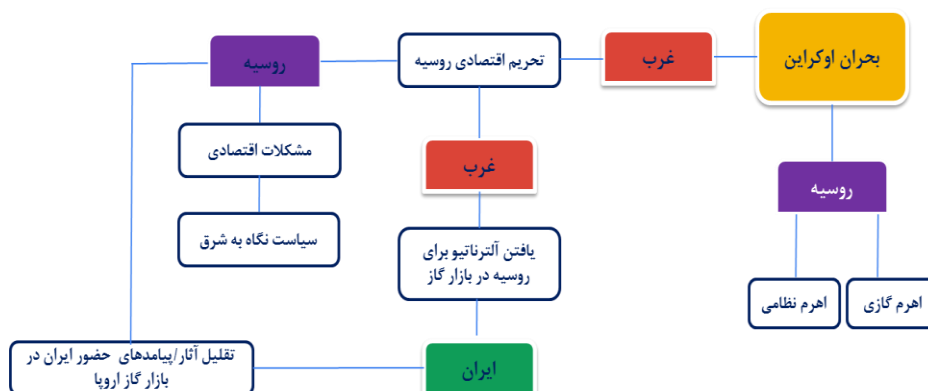 بحران اوکراین
غرب
تحریم اقتصادی روسیه
روسیه
مشکلات اقتصادی
سیاست نگاه به شرق
غرب
یافتن آلترناتیو برای
روسیه در بازار گاز
ایران
تقلیل آثار/پیامدهای حضور ایران در
بازار گاز اروپا
روسیه
اهرم گازی
اهرم نظامی